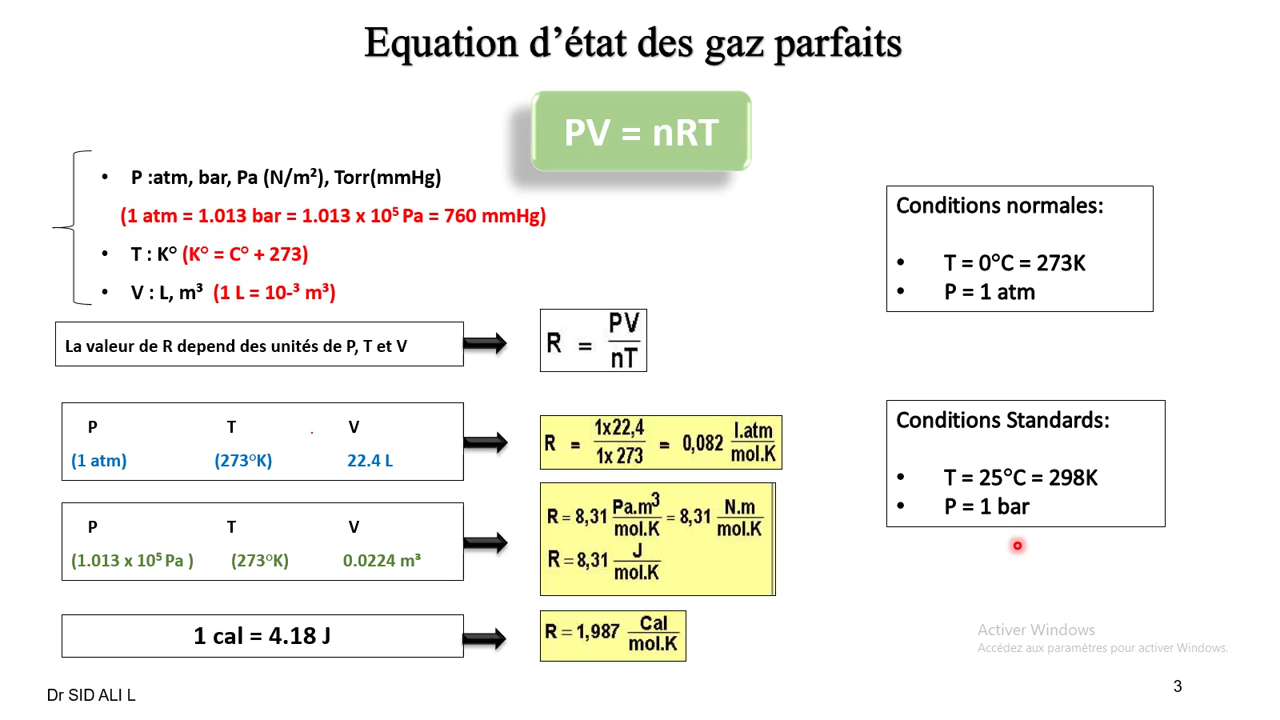 Equation d’état des gaz parfaits
PV = nRT
• P :atm, bar, Pa (N/m²), Torr(mmHg)
(1 atm = 1.013 bar = 1.013 x 10⁵ Pa = 760 mmHg)
• T : K° (K° = C° + 273)
• V : L, m³ (1 L = 10-³ m³)
La valeur de R depend des unités de P, T et V
R = PV / nT
P T V
(1 atm) (273°K) 22.4 L
R = 1x22,4 / 1x 273 = 0,082 l.atm / mol.K
P T V
(1.013 x 10⁵ Pa ) (273°K) 0.0224 m³
R = 8,31 Pa.m³ / mol.K = 8,31 N.m / mol.K
R = 8,31 J / mol.K
1 cal = 4.18 J
R = 1,987 Cal / mol.K
Conditions normales:
• T = 0°C = 273K
• P = 1 atm
Conditions Standards:
• T = 25°C = 298K
• P = 1 bar
Activer Windows
Accédez aux paramètres pour activer Windows.
Dr SID ALI L
3